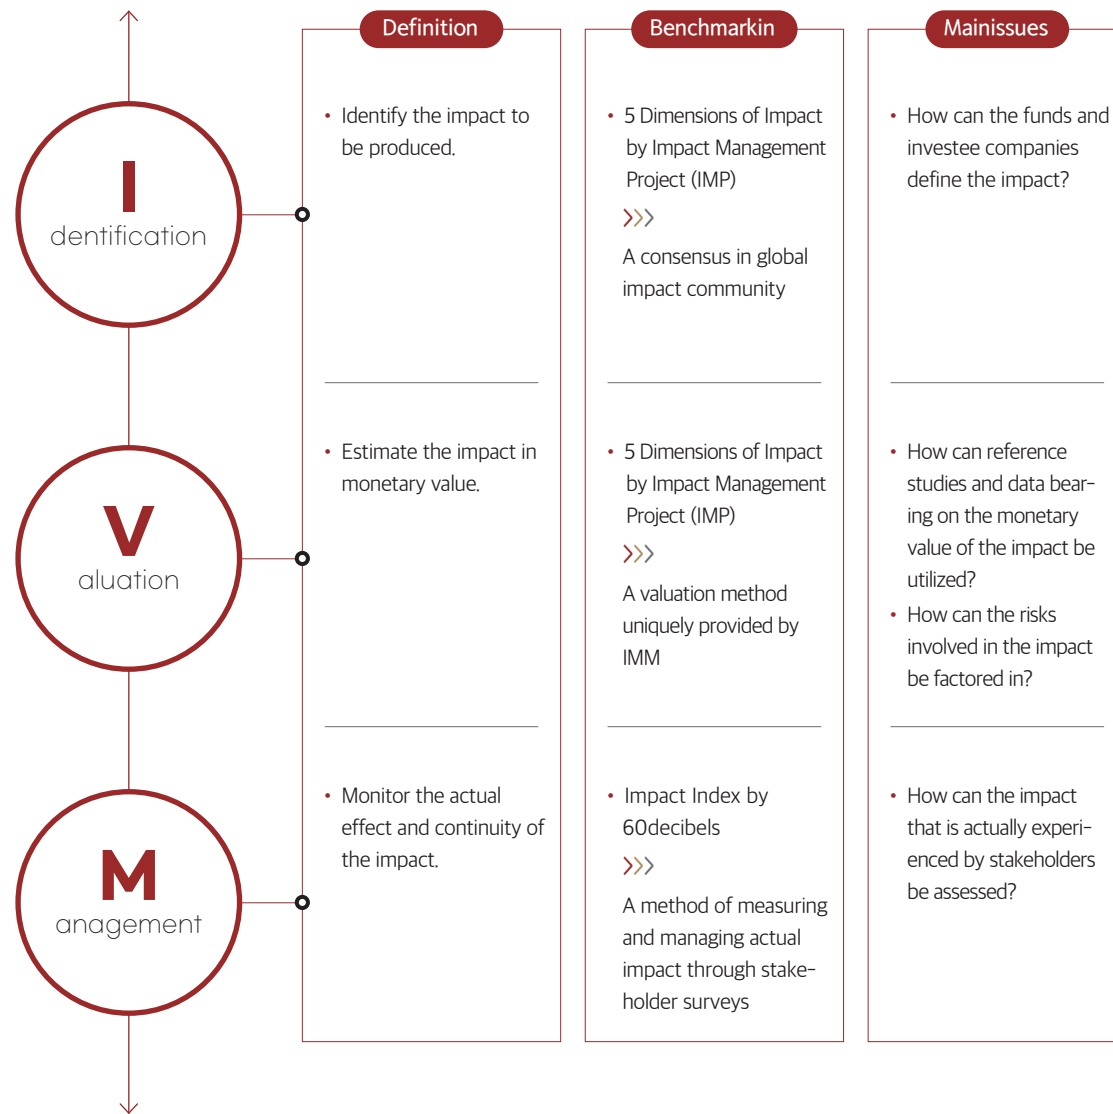 Definition
Benchmarkin
Mainissues
I
dentification
• Identify the impact to
be produced.
• 5 Dimensions of Impact
by Impact Management
Project (IMP)
>>>
A consensus in global
impact community
• How can the funds and
investee companies
define the impact?
V
aluation
• Estimate the impact in
monetary value.
• 5 Dimensions of Impact
by Impact Management
Project (IMP)
>>>
A valuation method
uniquely provided by
IMM
• How can reference
studies and data bear-
ing on the monetary
value of the impact be
utilized?
• How can the risks
involved in the impact
be factored in?
M
anagement
• Monitor the actual
effect and continuity of
the impact.
• Impact Index by
60decibels
>>>
A method of measuring
and managing actual
impact through stake-
holder surveys
• How can the impact
that is actually experi-
enced by stakeholders
be assessed?